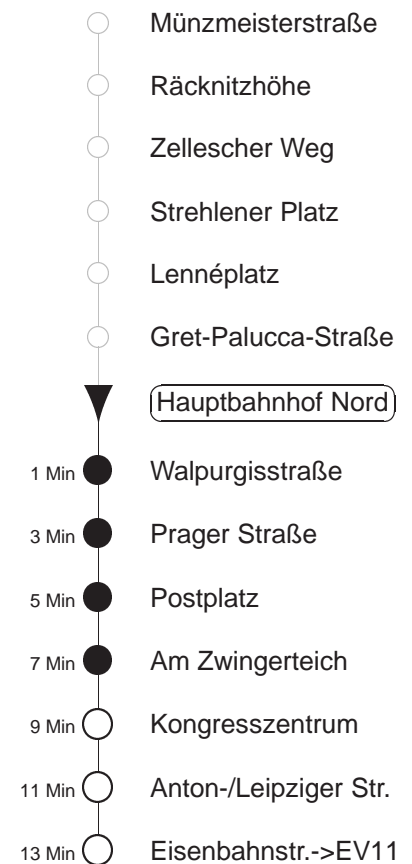 Münzmeisterstraße
Räcknitzhöhe
Zellescher Weg
Strehlener Platz
Lennéplatz
Gret-Palucca-Straße
Hauptbahnhof Nord
1 Min Walpurgisstraße
3 Min Prager Straße
5 Min Postplatz
7 Min Am Zwingerteich
9 Min Kongresszentrum
11 Min Anton-/Leipziger Str.
13 Min Eisenbahnstr.->EV11